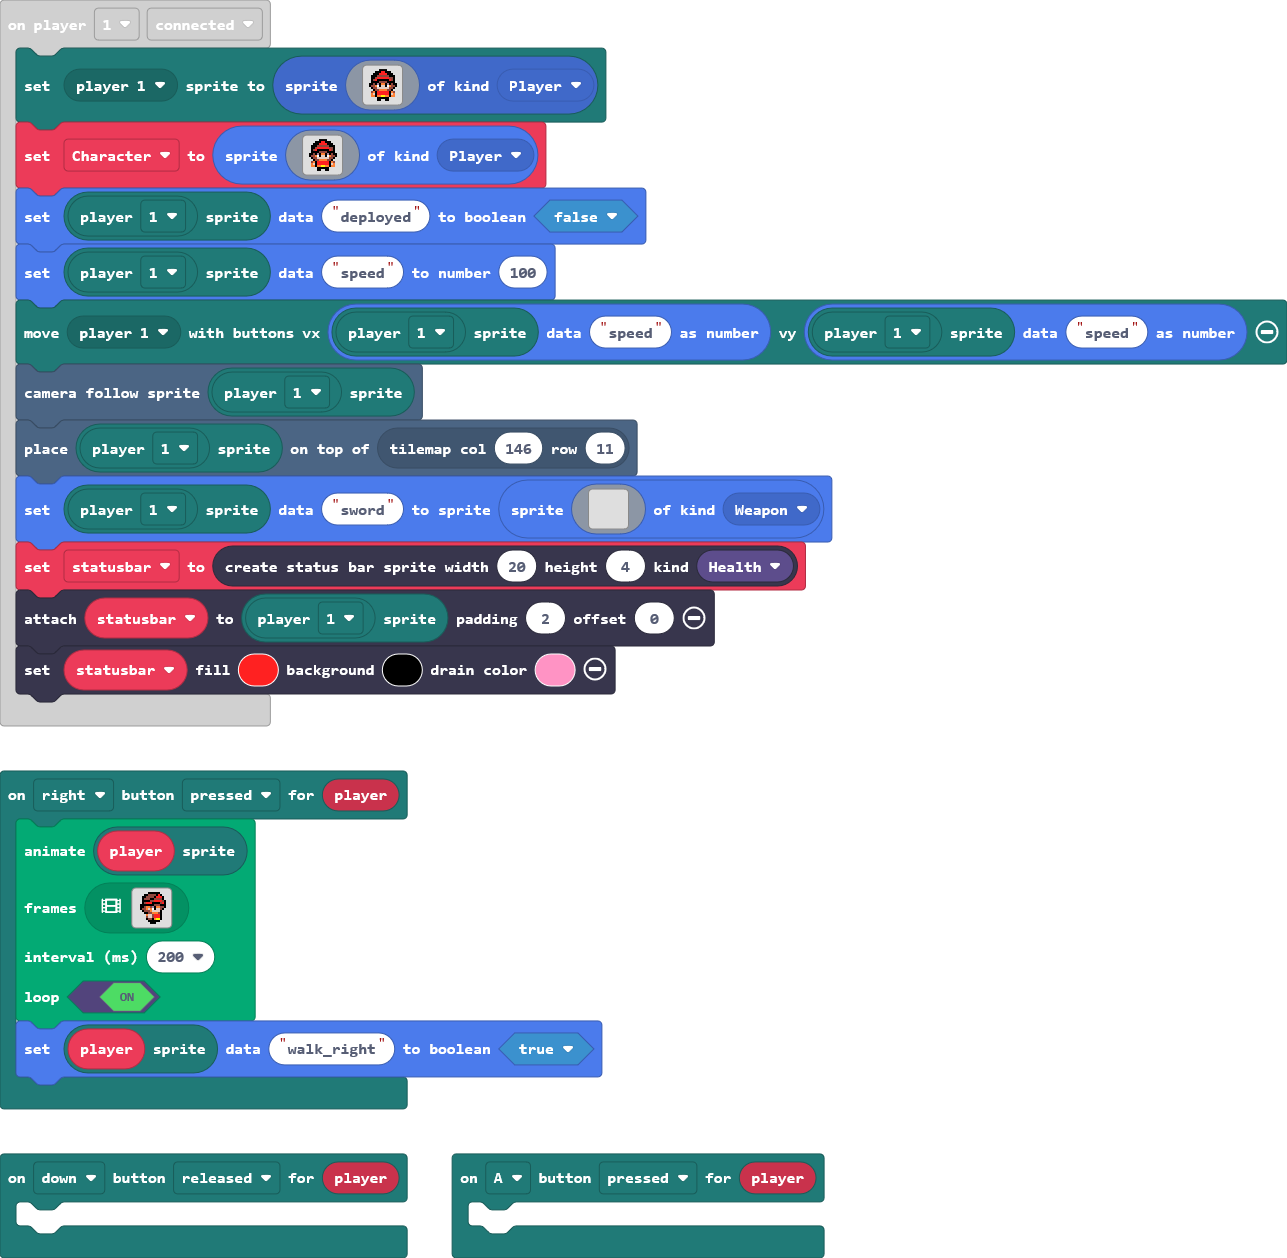 on player 1 connected
set player 1 sprite to sprite of kind Player
set Character to sprite of kind Player
set player 1 sprite data "deployed" to boolean false
set player 1 sprite data "speed" to number 100
move player 1 with buttons vx player 1 sprite data "speed" as number vy player 1 sprite data "speed" as number
camera follow sprite player 1 sprite
place player 1 sprite on top of tilemap col 146 row 11
set player 1 sprite data "sword" to sprite sprite of kind Weapon
set statusbar to create status bar sprite width 20 height 4 kind Health
attach statusbar to player 1 sprite padding 2 offset 0
set statusbar fill background drain color
on right button pressed for player
animate player sprite
frames
interval (ms) 200
loop ON
set player sprite data "walk_right" to boolean true
on down button released for player
on A button pressed for player